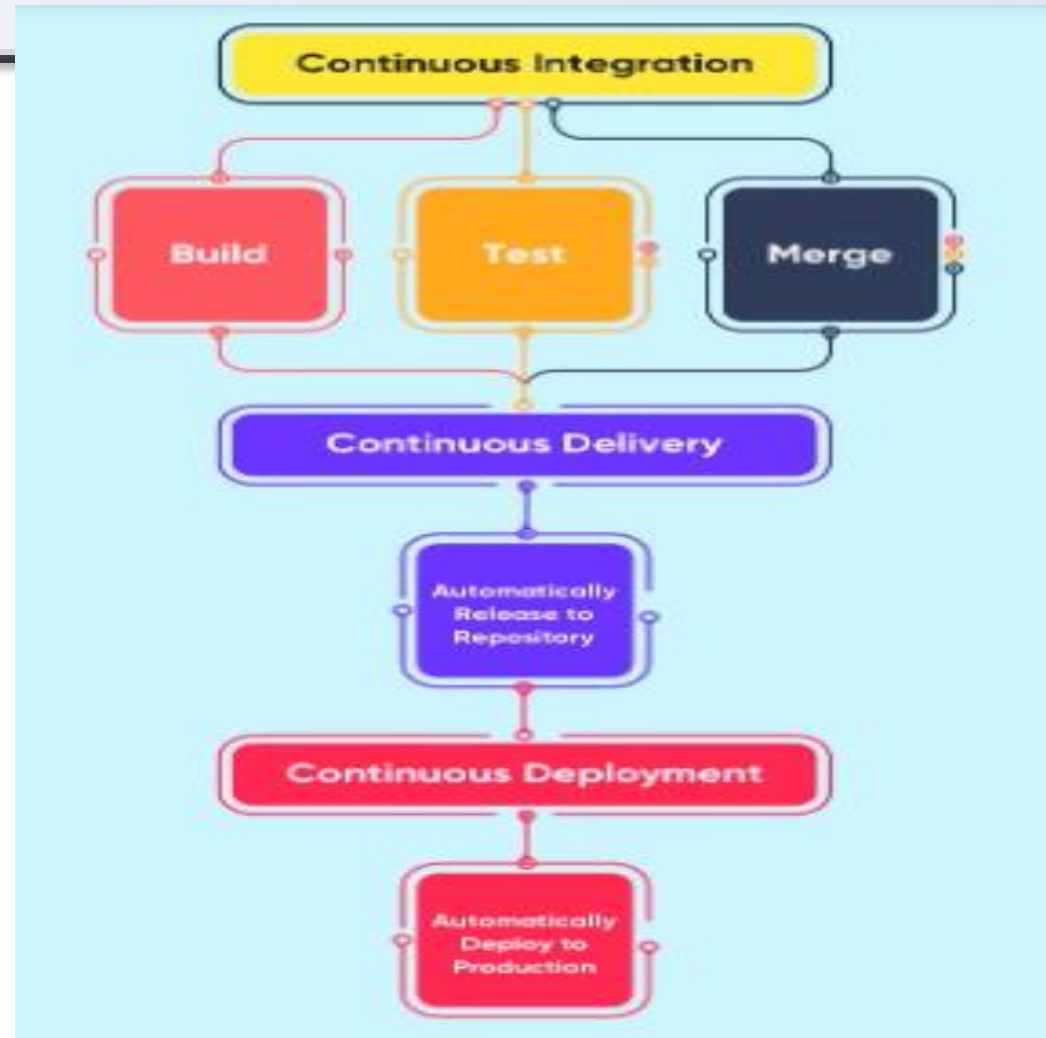 Continuous Integration
Build
Test
Merge
Continuous Delivery
Automatically
Release to
Repository
Continuous Deployment
Automatically
Deploy to
Production